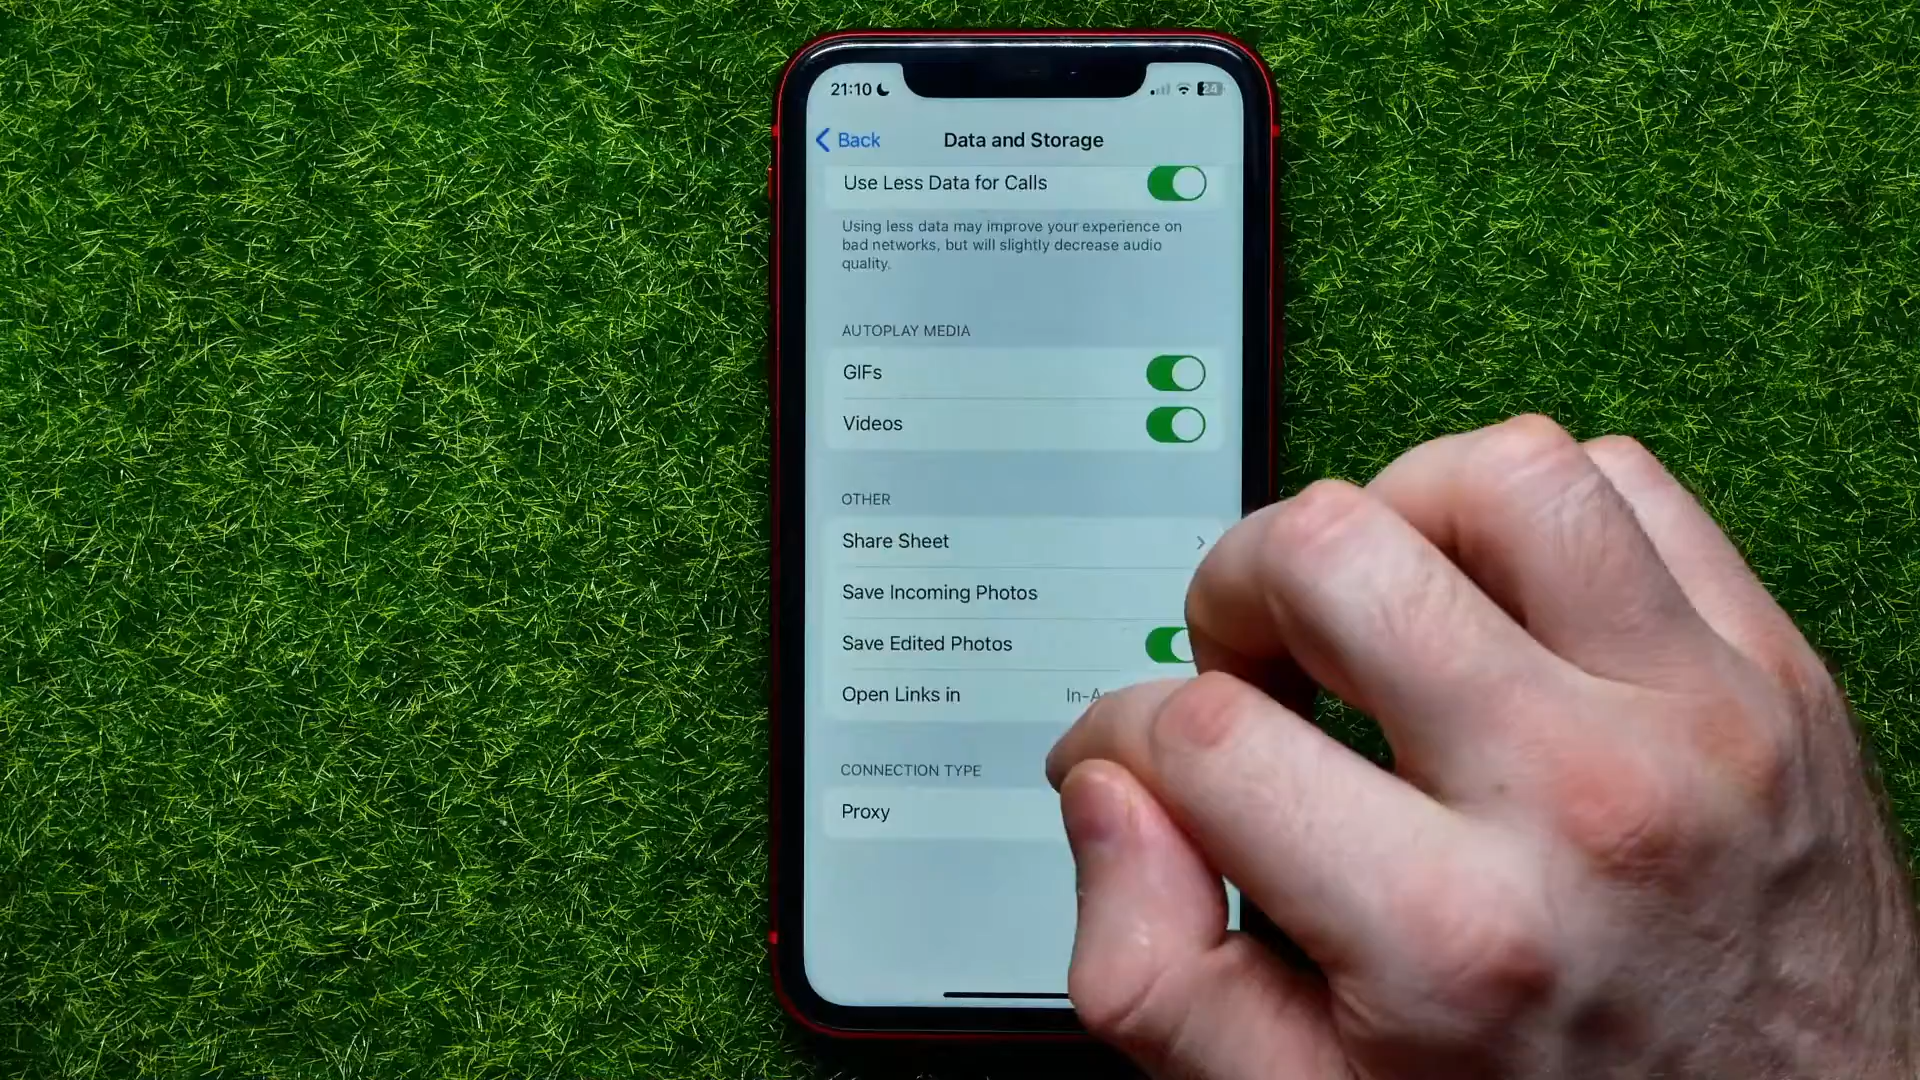 21:10 24
Back Data and Storage
Use Less Data for Calls
Using less data may improve your experience on
bad networks, but will slightly decrease audio
quality.
AUTOPLAY MEDIA
GIFs
Videos
OTHER
Share Sheet
Save Incoming Photos
Save Edited Photos
Open Links in
CONNECTION TYPE
Proxy